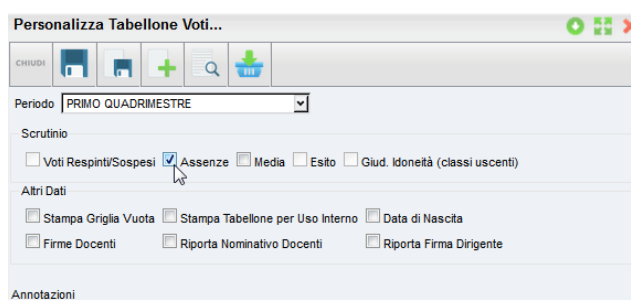 Personalizza Tabellone Voti...
CHIUDI
Periodo PRIMO QUADRIMESTRE
Scrutinio
Voti Respinti/Sospesi Assenze Media Esito Giud. Idoneità (classi uscenti)
Altri Dati
Stampa Griglia Vuota Stampa Tabellone per Uso Interno Data di Nascita
Firme Docenti Riporta Nominativo Docenti Riporta Firma Dirigente
Annotazioni